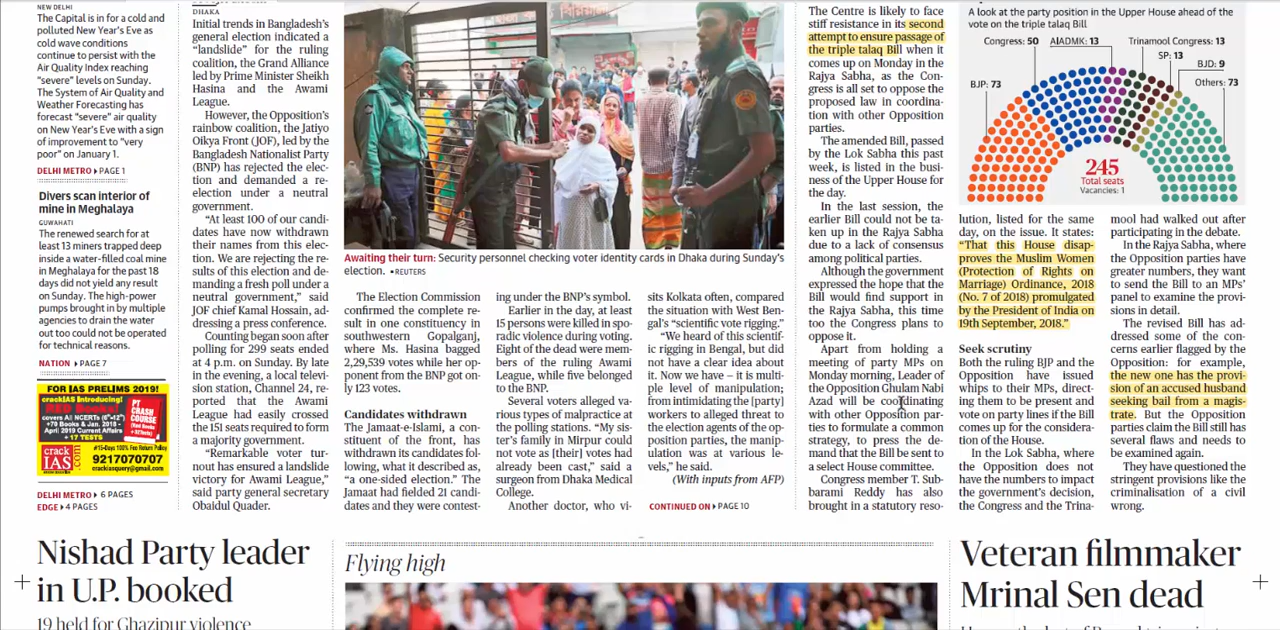 NEW DELHI
The Capital is in for a cold and
polluted New Year's Eve as
cold wave conditions
continue to persist with the
Air Quality Index reaching
"severe" levels on Sunday.
The System of Air Quality and
Weather Forecasting has
forecast "severe" air quality
on New Year's Eve with a sign
of improvement to "very
poor" on January 1.
DELHI METRO ▸ PAGE 1
Divers scan interior of
mine in Meghalaya
GUWAHATI
The renewed search for at
least 13 miners trapped deep
inside a water-filled coal mine
in Meghalaya for the past 18
days did not yield any result
on Sunday. The high-power
pumps brought in by multiple
agencies to drain the water
out too could not be operated
for technical reasons.
NATION ▸ PAGE 7
FOR IAS PRELIMS 2019!
crackIAS Introducing!
RED Books!
covers All NCERTs (6th-12th)
+70 Books & Jan. 2018 -
April 2019 Current Affairs
+ 17 TESTS
PT
CRASH
COURSE
crack
IAS
.com
9217070707
crackiasquery@gmail.com
DELHI METRO ▸ 6 PAGES
EDGE ▸ 4 PAGES
DHAKA
Initial trends in Bangladesh's
general election indicated a
"landslide" for the ruling
coalition, the Grand Alliance
led by Prime Minister Sheikh
Hasina and the Awami
League.
However, the Opposition's
rainbow coalition, the Jatiyo
Oikya Front (JOF), led by the
Bangladesh Nationalist Party
(BNP) has rejected the elec-
tion and demanded a re-
election under a neutral
government.
"At least 100 of our candi-
dates have now withdrawn
their names from this elec-
tion. We are rejecting the re-
sults of this election and de-
manding a fresh poll under a
neutral government," said
JOF chief Kamal Hossain, ad-
dressing a press conference.
Counting began soon after
polling for 299 seats ended
at 4 p.m. on Sunday. By late
in the evening, a local televi-
sion station, Channel 24, re-
ported that the Awami
League had easily crossed
the 151 seats required to form
a majority government.
"Remarkable voter tur-
nout has ensured a landslide
victory for Awami League,"
said party general secretary
Obaidul Quader.
Awaiting their turn: Security personnel checking voter identity cards in Dhaka during Sunday's
election. ▪ REUTERS
The Election Commission
confirmed the complete re-
sult in one constituency in
southwestern Gopalganj,
where Ms. Hasina bagged
2,29,539 votes while her op-
ponent from the BNP got on-
ly 123 votes.
Candidates withdrawn
The Jamaat-e-Islami, a con-
stituent of the front, has
withdrawn its candidates fol-
lowing, what it described as,
"a one-sided election." The
Jamaat had fielded 21 candi-
dates and they were contest-
ing under the BNP's symbol.
Earlier in the day, at least
15 persons were killed in spo-
radic violence during voting.
Eight of the dead were mem-
bers of the ruling Awami
League, while five belonged
to the BNP.
Several voters alleged va-
rious types of malpractice at
the polling stations. "My sis-
ter's family in Mirpur could
not vote as [their] votes had
already been cast," said a
surgeon from Dhaka Medical
College.
Another doctor, who vi-
sits Kolkata often, compared
the situation with West Ben-
gal's "scientific vote rigging."
"We heard of this scientif-
ic rigging in Bengal, but did
not have a clear idea about
it. Now we have – it is multi-
ple level of manipulation;
from intimidating the [party]
workers to alleged threat to
the election agents of the op-
position parties, the manip-
ulation was at various le-
vels," he said.
(With inputs from AFP)
CONTINUED ON ▸ PAGE 10
The Centre is likely to face
stiff resistance in its second
attempt to ensure passage of
the triple talaq Bill when it
comes up on Monday in the
Rajya Sabha, as the Con-
gress is all set to oppose the
proposed law in coordina-
tion with other Opposition
parties.
The amended Bill, passed
by the Lok Sabha this past
week, is listed in the busi-
ness of the Upper House for
the day.
In the last session, the
earlier Bill could not be ta-
ken up in the Rajya Sabha
due to a lack of consensus
among political parties.
Although the government
expressed the hope that the
Bill would find support in
the Rajya Sabha, this time
too the Congress plans to
oppose it.
Apart from holding a
meeting of party MPs on
Monday morning, Leader of
the Opposition Ghulam Nabi
Azad will be coordinating
with other Opposition par-
ties to formulate a common
strategy, to press the de-
mand that the Bill be sent to
a select House committee.
Congress member T. Sub-
barami Reddy has also
brought in a statutory reso-
A look at the party position in the Upper House ahead of the
vote on the triple talaq Bill
Congress: 50
AIADMK: 13
Trinamool Congress: 13
SP: 13
BJD: 9
BJP: 73
Others: 73
245
Total seats
Vacancies: 1
lution, listed for the same
day, on the issue. It states:
"That this House disap-
proves the Muslim Women
(Protection of Rights on
Marriage) Ordinance, 2018
(No. 7 of 2018) promulgated
by the President of India on
19th September, 2018."
Seek scrutiny
Both the ruling BJP and the
Opposition have issued
whips to their MPs, direct-
ing them to be present and
vote on party lines if the Bill
comes up for the considera-
tion of the House.
In the Lok Sabha, where
the Opposition does not
have the numbers to impact
the government's decision,
the Congress and the Trina-
mool had walked out after
participating in the debate.
In the Rajya Sabha, where
the Opposition parties have
greater numbers, they want
to send the Bill to an MPs'
panel to examine the provi-
sions in detail.
The revised Bill has ad-
dressed some of the con-
cerns earlier flagged by the
Opposition: for example,
the new one has the provi-
sion of an accused husband
seeking bail from a magis-
trate. But the Opposition
parties claim the Bill still has
several flaws and needs to
be examined again.
They have questioned the
stringent provisions like the
criminalisation of a civil
wrong.
Nishad Party leader
in U.P. booked
19 held for Ghazipur violence
Flying high
Veteran filmmaker
Mrinal Sen dead